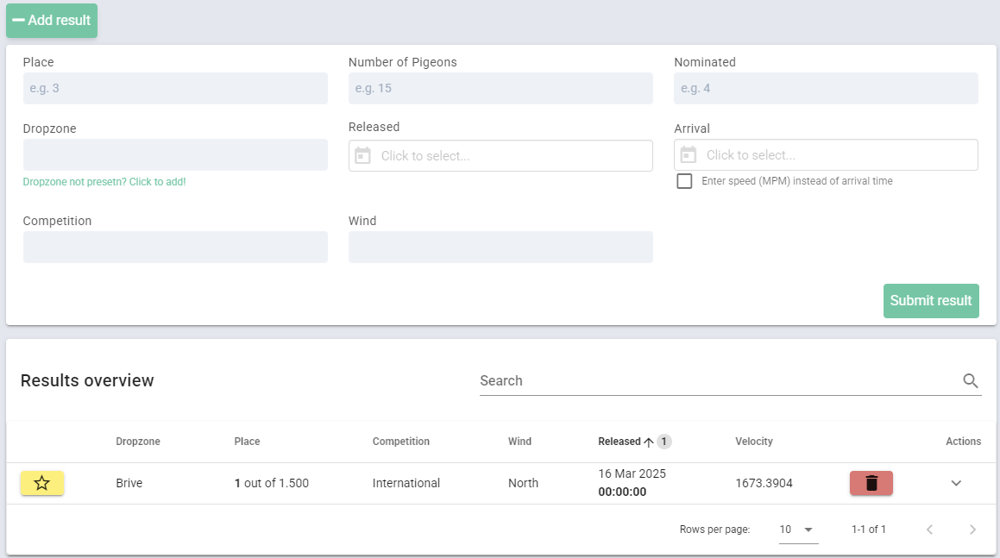 Add result
Place
Number of Pigeons
Nominated
e.g. 3
e.g. 15
e.g. 4
Dropzone
Released
Arrival
Click to select...
Click to select...
Dropzone not presetn? Click to add!
Enter speed (MPM) instead of arrival time
Competition
Wind
Submit result
Results overview
Search
Dropzone
Place
Competition
Wind
Released 1
Velocity
Actions
Brive
1 out of 1.500
International
North
16 Mar 2025
00:00:00
1673.3904
Rows per page:
10
1-1 of 1